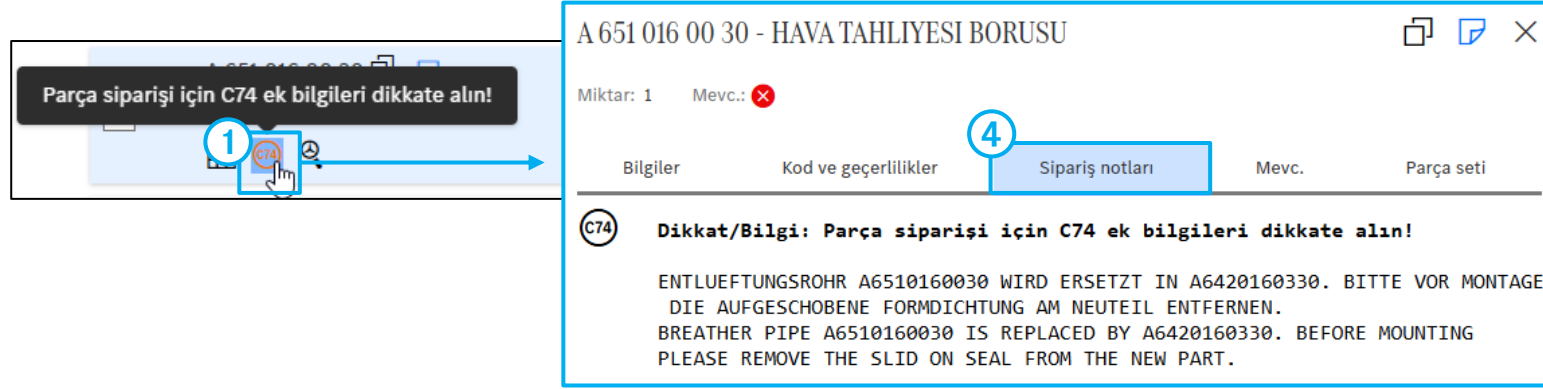 A 651 016 00 30 - HAVA TAHLIYESI BORUSU
Parça siparişi için C74 ek bilgileri dikkate alın!
1
C74
Miktar: 1 Mevc.:
4
Bilgiler Kod ve geçerlilikler Sipariş notları Mevc. Parça seti
C74 Dikkat/Bilgi: Parça siparişi için C74 ek bilgileri dikkate alın!
ENTLUEFTUNGSROHR A6510160030 WIRD ERSETZT IN A6420160330. BITTE VOR MONTAGE
DIE AUFGESCHOBENE FORMDICHTUNG AM NEUTEIL ENTFERNEN.
BREATHER PIPE A6510160030 IS REPLACED BY A6420160330. BEFORE MOUNTING
PLEASE REMOVE THE SLID ON SEAL FROM THE NEW PART.